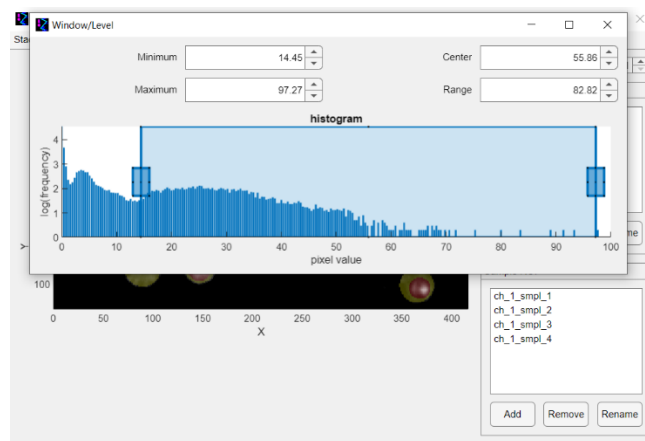 Window/Level
Minimum 14.45 Center 55.86
Maximum 97.27 Range 82.82
histogram
log(frequency)
4
3
2
1
0
0 10 20 30 40 50 60 70 80 90 100
pixel value
Y
100
0 50 100 150 200 250 300 350 400
X
ch_1_smpl_1
ch_1_smpl_2
ch_1_smpl_3
ch_1_smpl_4
Add Remove Rename